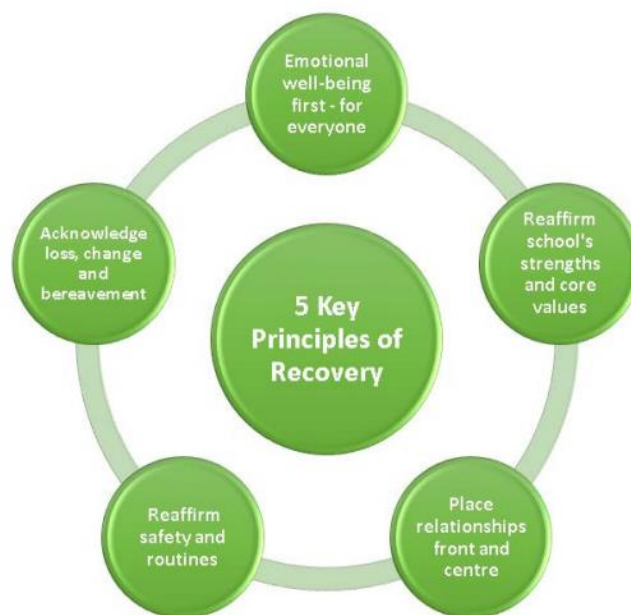 Emotional
well-being
first - for
everyone
Reaffirm
school's
strengths
and core
values
Place
relationships
front and
centre
Reaffirm
safety and
routines
Acknowledge
loss, change
and
bereavement
5 Key
Principles of
Recovery